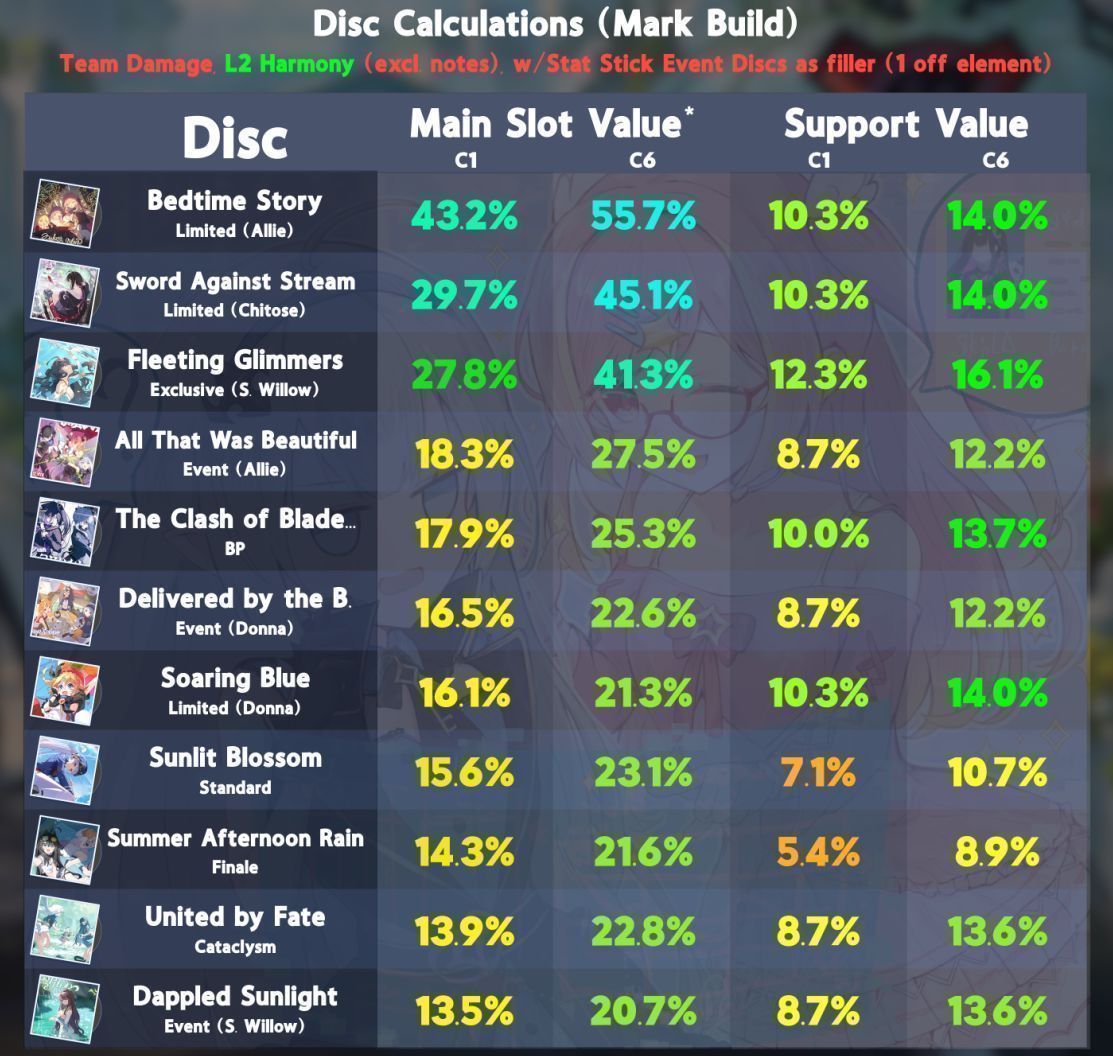 Disc Calculations (Mark Build)
Team Damage, L2 Harmony (excl. notes), w/Stat Stick Event Discs as filler (1 off element)
Disc Main Slot Value* Support Value
C1 C6 C1 C6
Bedtime Story
Limited (Allie)
43.2% 55.7% 10.3% 14.0%
Sword Against Stream
Limited (Chitose)
29.7% 45.1% 10.3% 14.0%
Fleeting Glimmers
Exclusive (S. Willow)
27.8% 41.3% 12.3% 16.1%
All That Was Beautiful
Event (Allie)
18.3% 27.5% 8.7% 12.2%
The Clash of Blade...
BP
17.9% 25.3% 10.0% 13.7%
Delivered by the B.
Event (Donna)
16.5% 22.6% 8.7% 12.2%
Soaring Blue
Limited (Donna)
16.1% 21.3% 10.3% 14.0%
Sunlit Blossom
Standard
15.6% 23.1% 7.1% 10.7%
Summer Afternoon Rain
Finale
14.3% 21.6% 5.4% 8.9%
United by Fate
Cataclysm
13.9% 22.8% 8.7% 13.6%
Dappled Sunlight
Event (S. Willow)
13.5% 20.7% 8.7% 13.6%